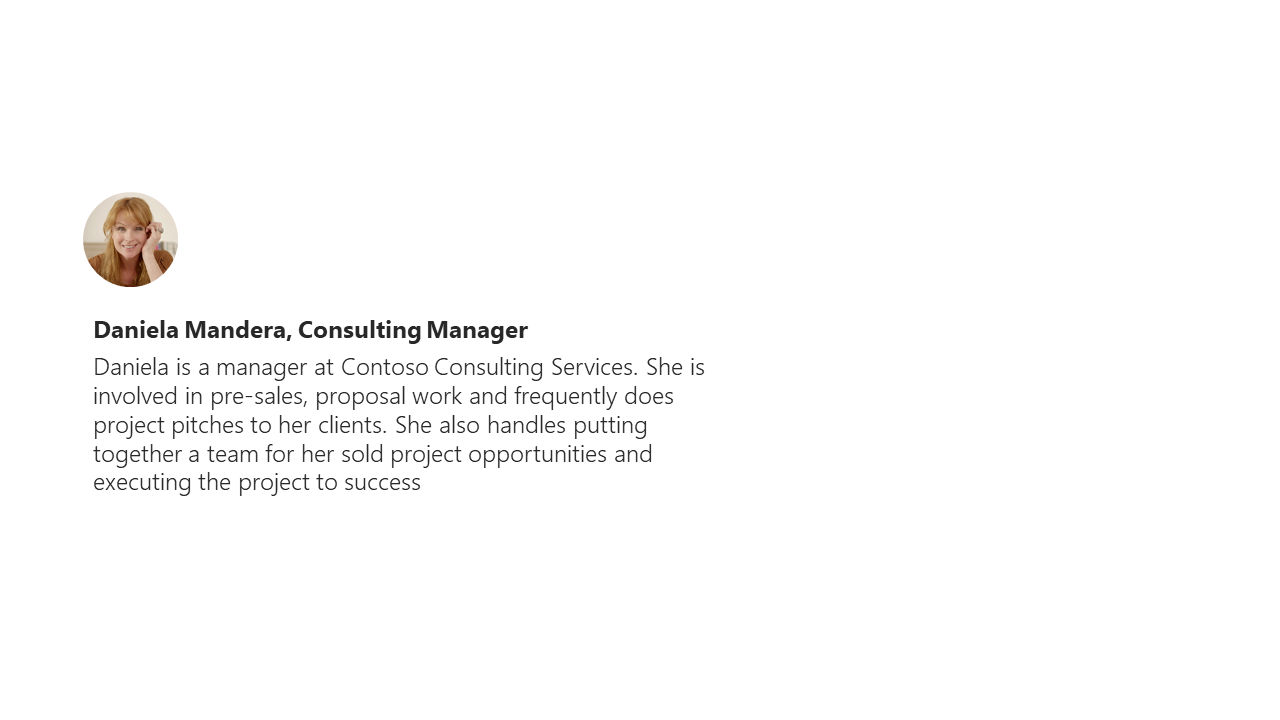 Daniela Mandera, Consulting Manager
Daniela is a manager at Contoso Consulting Services. She is
involved in pre-sales, proposal work and frequently does
project pitches to her clients. She also handles putting
together a team for her sold project opportunities and
executing the project to success